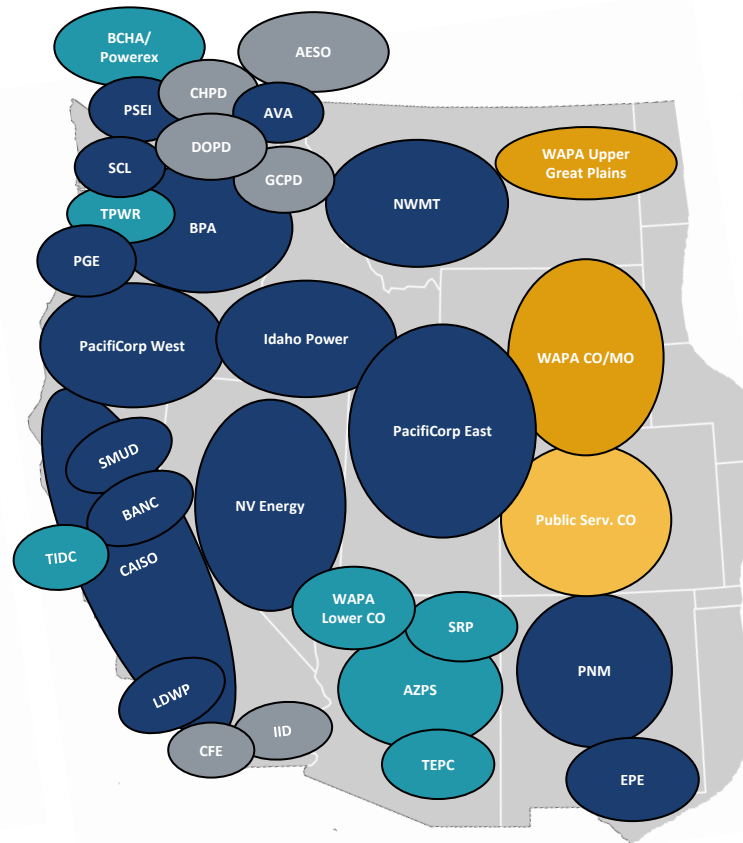 BCHA/
Powerex
AESO
CHPD
PSEI
AVA
DOPD
SCL
GCPD
WAPA Upper
Great Plains
TPWR
BPA
NWMT
PGE
PacifiCorp West
Idaho Power
WAPA CO/MO
PacifiCorp East
SMUD
BANC
NV Energy
Public Serv. CO
TIDC
CAISO
WAPA
Lower CO
SRP
PNM
AZPS
LDWP
IID
CFE
TEPC
EPE